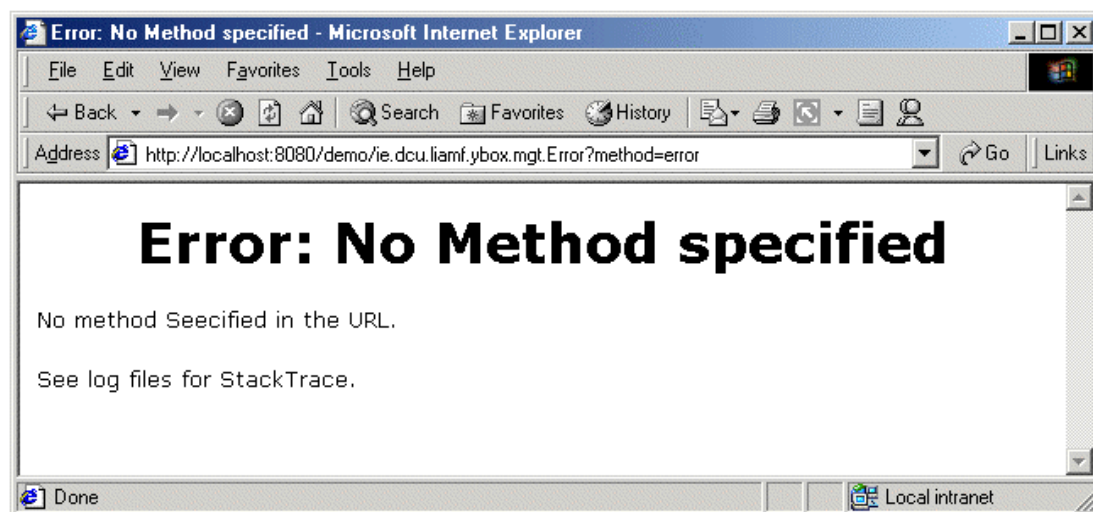 Error: No Method specified - Microsoft Internet Explorer
File Edit View Favorites Tools Help
Back Search Favorites History
Address http://localhost:8080/demo/ie.dcu.liamf.ybox.mgt.Error?method=error Go Links
Error: No Method specified
No method Seecified in the URL.
See log files for StackTrace.
Done Local intranet